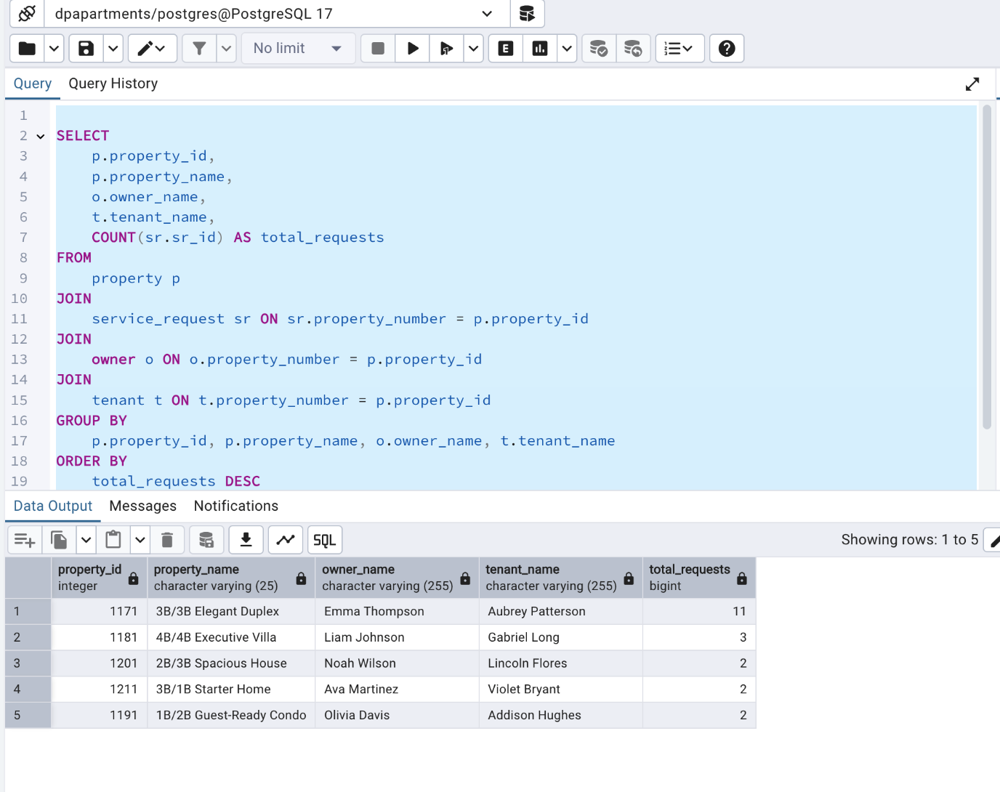 dpapartments/postgres@PostgreSQL 17
No limit
E
Query Query History
1
2 SELECT
3 p.property_id,
4 p.property_name,
5 o.owner_name,
6 t.tenant_name,
7 COUNT(sr.sr_id) AS total_requests
8 FROM
9 property p
10 JOIN
11 service_request sr ON sr.property_number = p.property_id
12 JOIN
13 owner o ON o.property_number = p.property_id
14 JOIN
15 tenant t ON t.property_number = p.property_id
16 GROUP BY
17 p.property_id, p.property_name, o.owner_name, t.tenant_name
18 ORDER BY
19 total_requests DESC
Data Output Messages Notifications
SQL Showing rows: 1 to 5
property_id property_name owner_name tenant_name total_requests
integer character varying (25) character varying (255) character varying (255) bigint
1 1171 3B/3B Elegant Duplex Emma Thompson Aubrey Patterson 11
2 1181 4B/4B Executive Villa Liam Johnson Gabriel Long 3
3 1201 2B/3B Spacious House Noah Wilson Lincoln Flores 2
4 1211 3B/1B Starter Home Ava Martinez Violet Bryant 2
5 1191 1B/2B Guest-Ready Condo Olivia Davis Addison Hughes 2